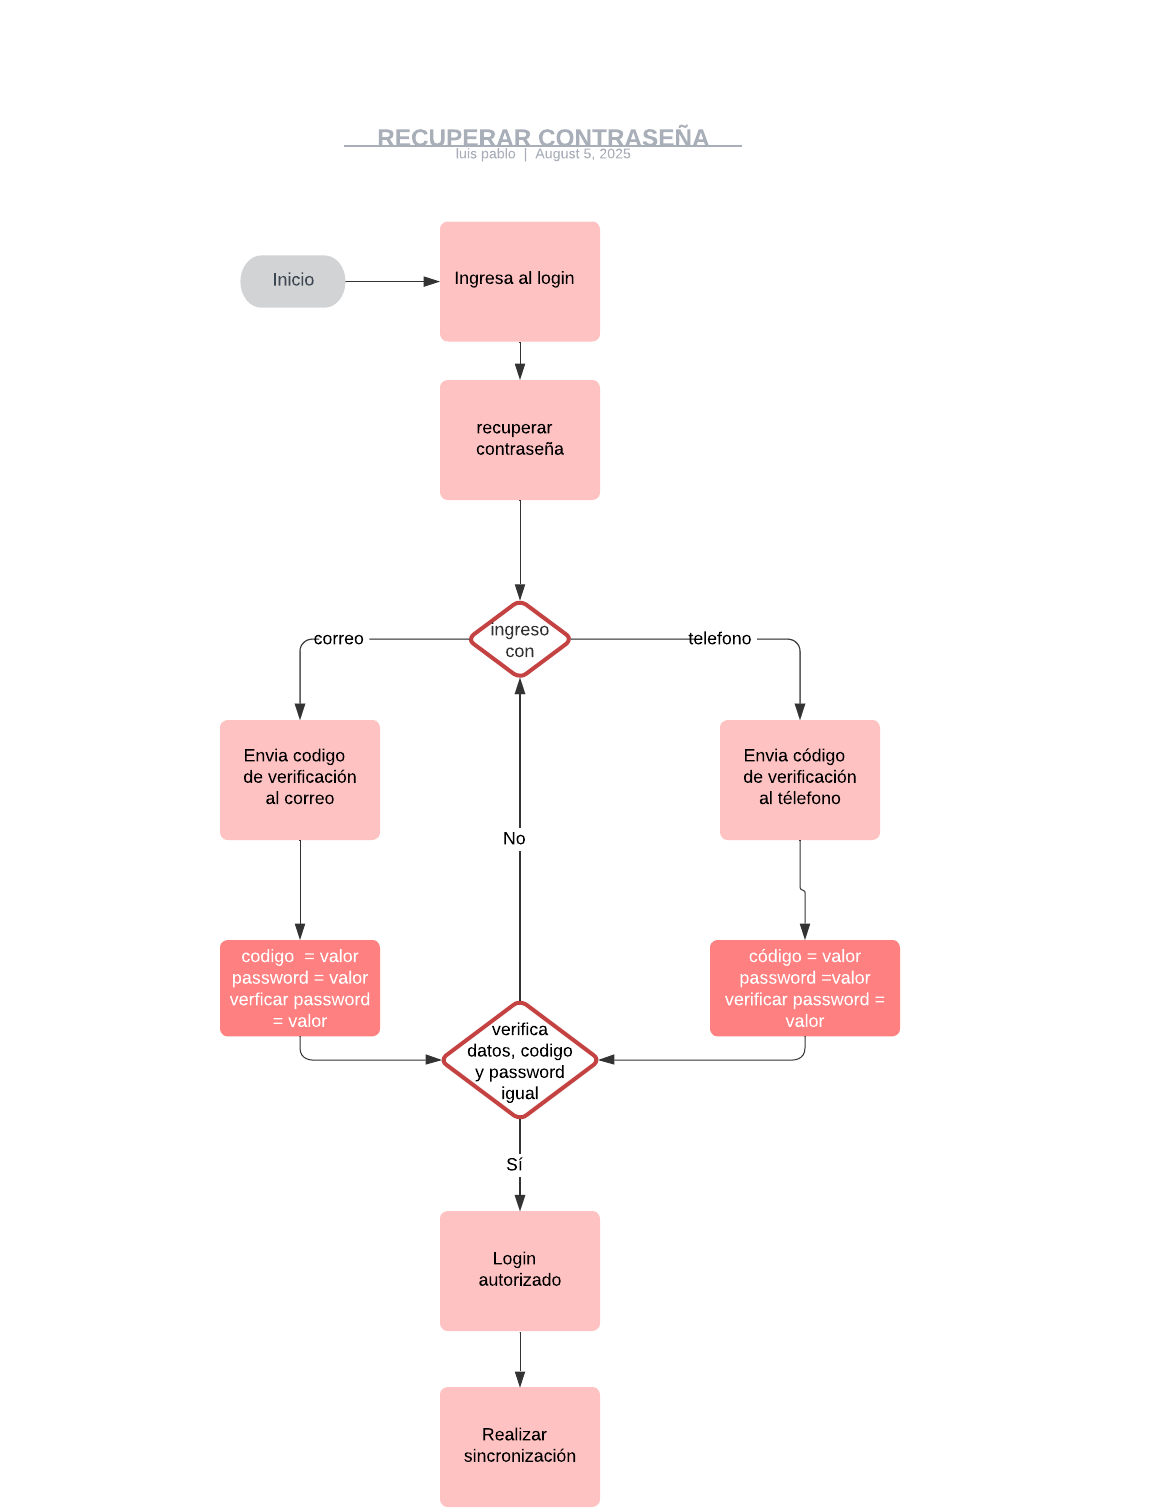 RECUPERAR CONTRASEÑA
luis pablo | August 5, 2025
Inicio
Ingresa al login
recuperar
contraseña
ingreso
con
correo
telefono
Envia codigo
de verificación
al correo
Envia código
de verificación
al télefono
No
codigo = valor
password = valor
verficar password
= valor
código = valor
password =valor
verificar password =
valor
verifica
datos, codigo
y password
igual
Sí
Login
autorizado
Realizar
sincronización